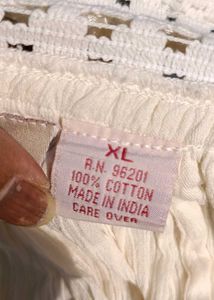 XL
R.N. 96201
100% COTTON
MADE IN INDIA
CARE OVER